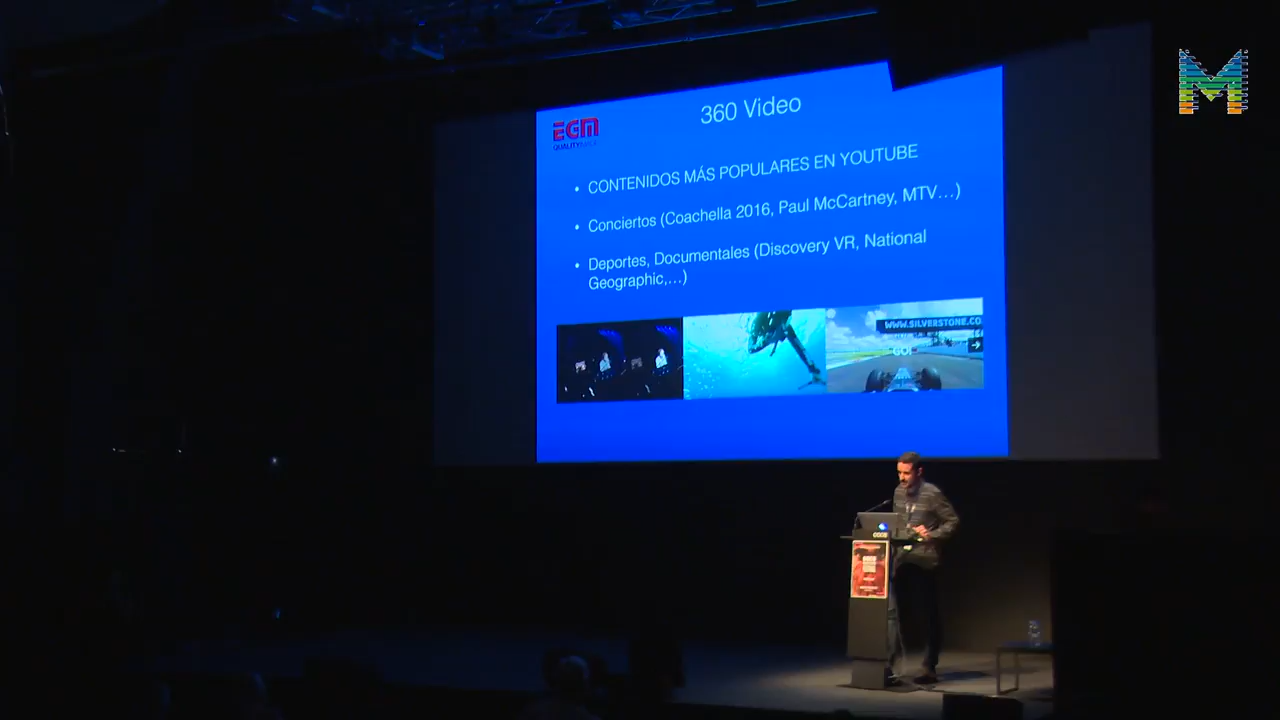 360 Video
EGM
• CONTENIDOS MÁS POPULARES EN YOUTUBE
• Conciertos (Coachella 2016, Paul McCartney, MTV…)
• Deportes, Documentales (Discovery VR, National
Geographic,…)
WWW.SILVERSTONE.CO
GO!
M